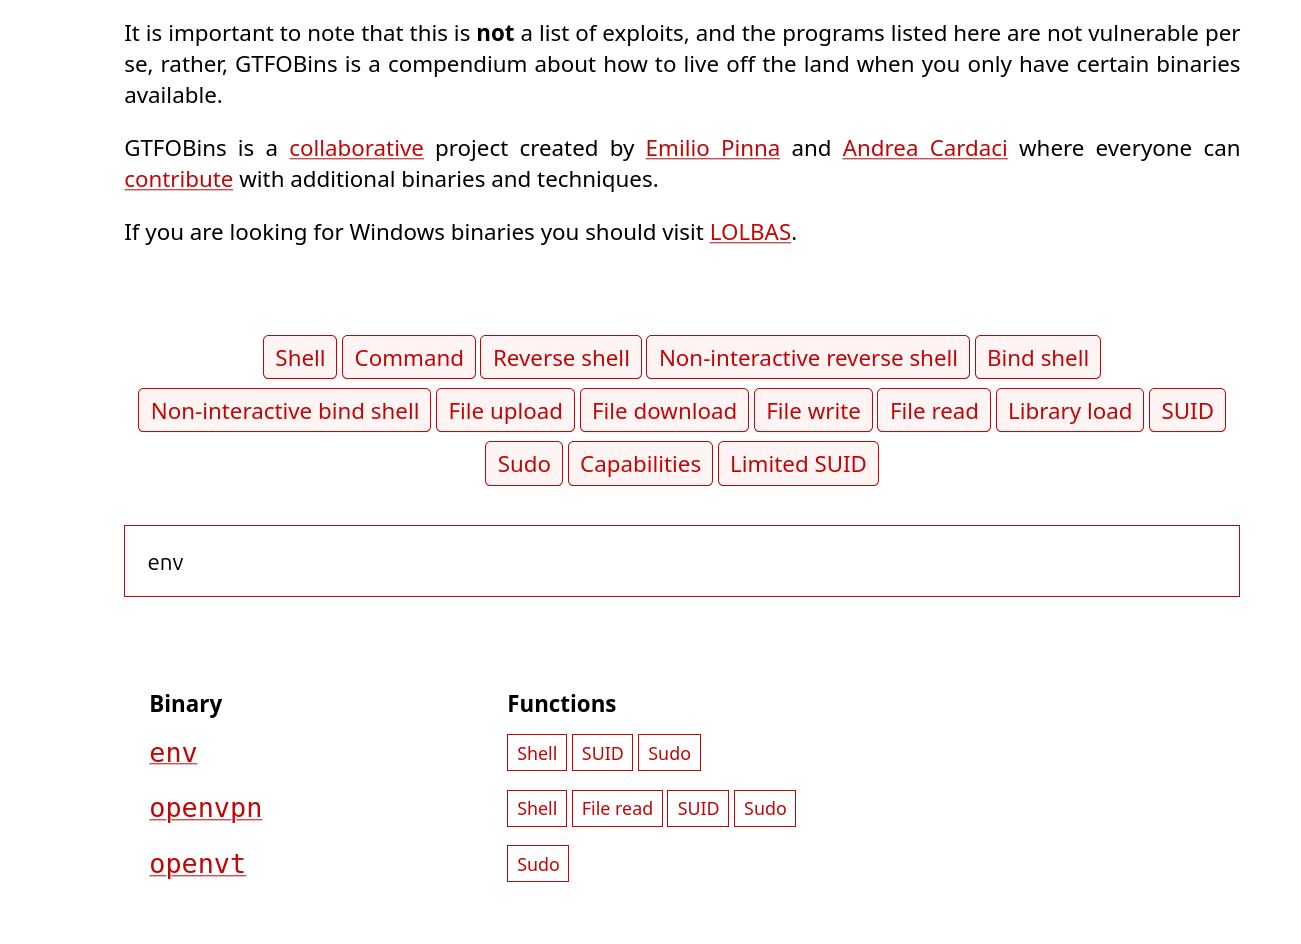 It is important to note that this is not a list of exploits, and the programs listed here are not vulnerable per
se, rather, GTFOBins is a compendium about how to live off the land when you only have certain binaries
available.
GTFOBins is a collaborative project created by Emilio Pinna and Andrea Cardaci where everyone can
contribute with additional binaries and techniques.
If you are looking for Windows binaries you should visit LOLBAS.
Shell Command Reverse shell Non-interactive reverse shell Bind shell
Non-interactive bind shell File upload File download File write File read Library load SUID
Sudo Capabilities Limited SUID
env
Binary Functions
env Shell SUID Sudo
openvpn Shell File read SUID Sudo
openvt Sudo